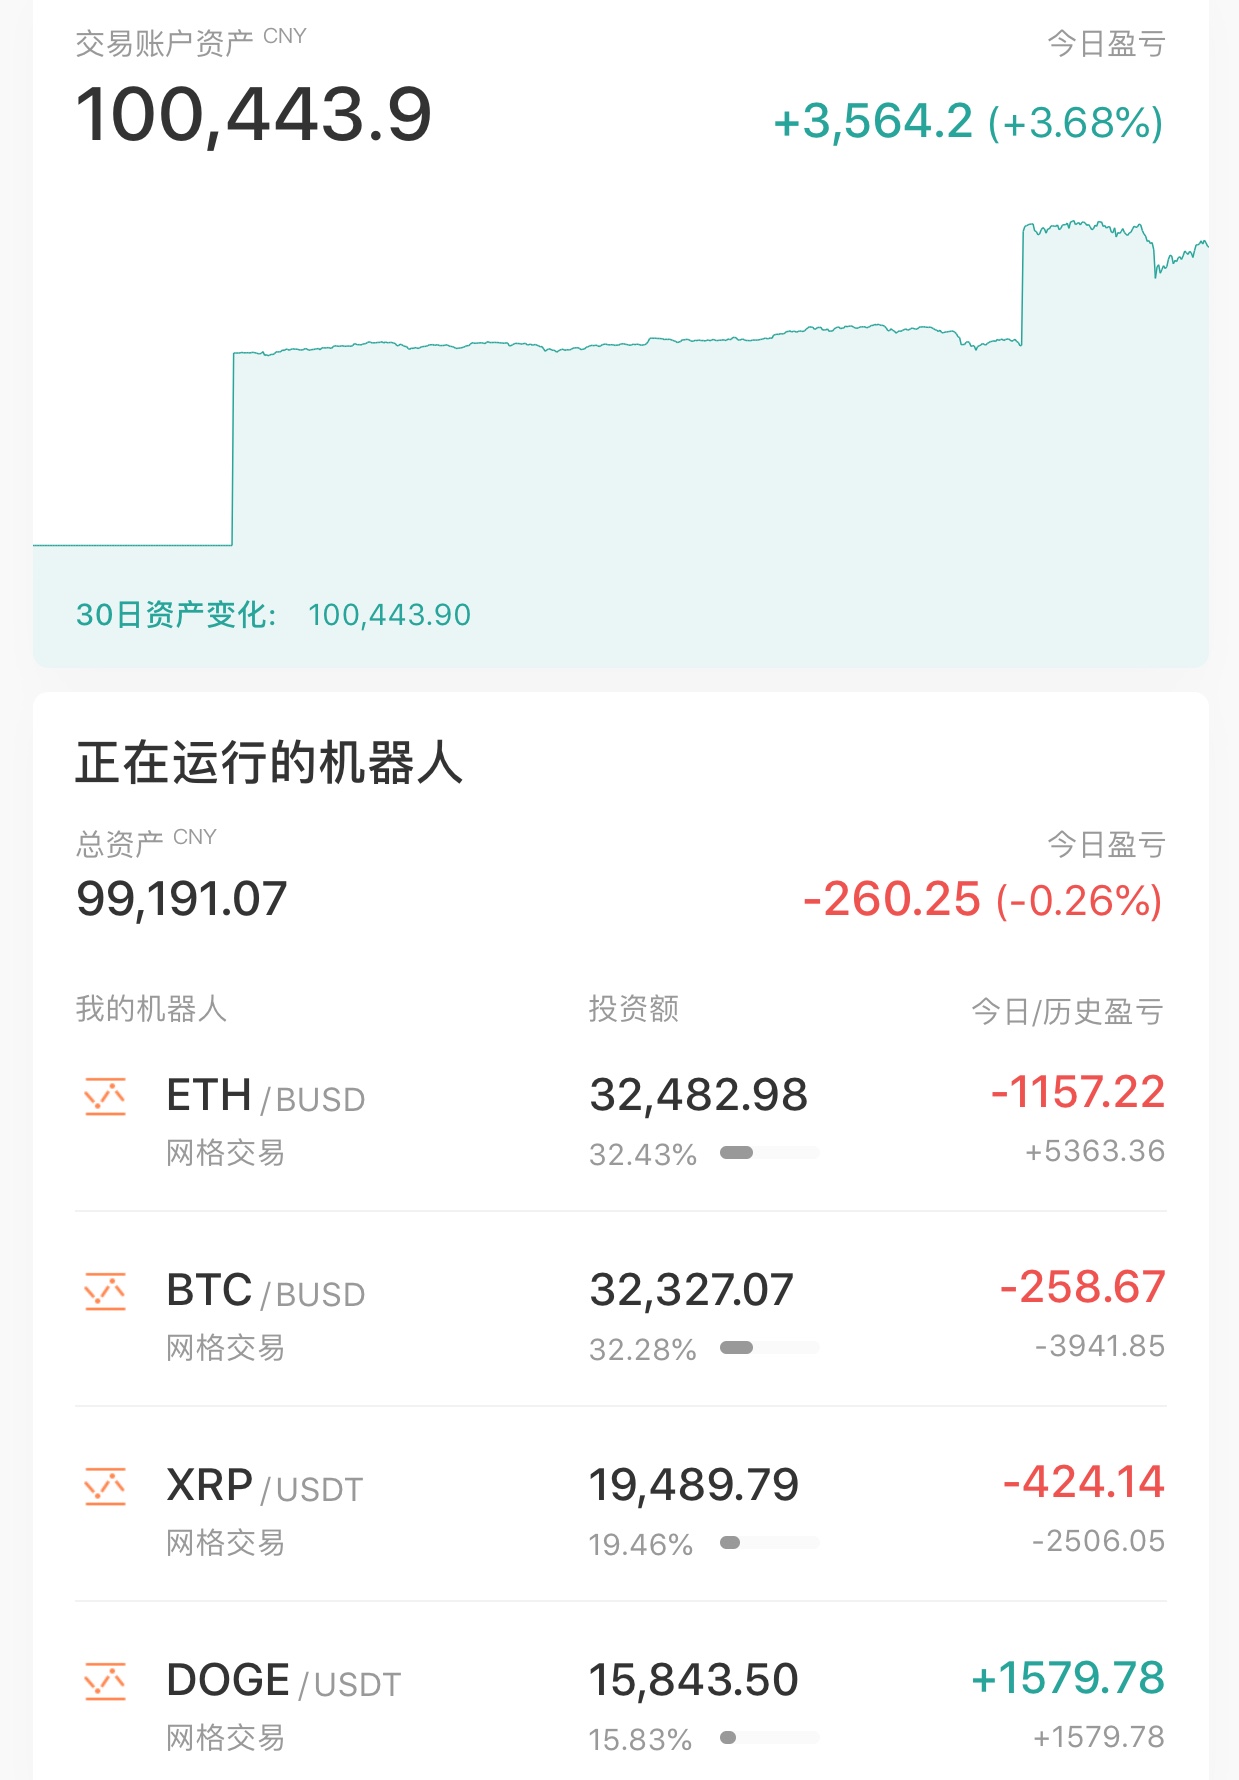 交易账户资产 CNY 今日盈亏
100,443.9 +3,564.2 (+3.68%)
30日资产变化: 100,443.90
正在运行的机器人
总资产 CNY 今日盈亏
99,191.07 -260.25 (-0.26%)
我的机器人 投资额 今日/历史盈亏
ETH /BUSD 32,482.98 -1157.22
网格交易 32.43% +5363.36
BTC /BUSD 32,327.07 -258.67
网格交易 32.28% -3941.85
XRP /USDT 19,489.79 -424.14
网格交易 19.46% -2506.05
DOGE /USDT 15,843.50 +1579.78
网格交易 15.83% +1579.78